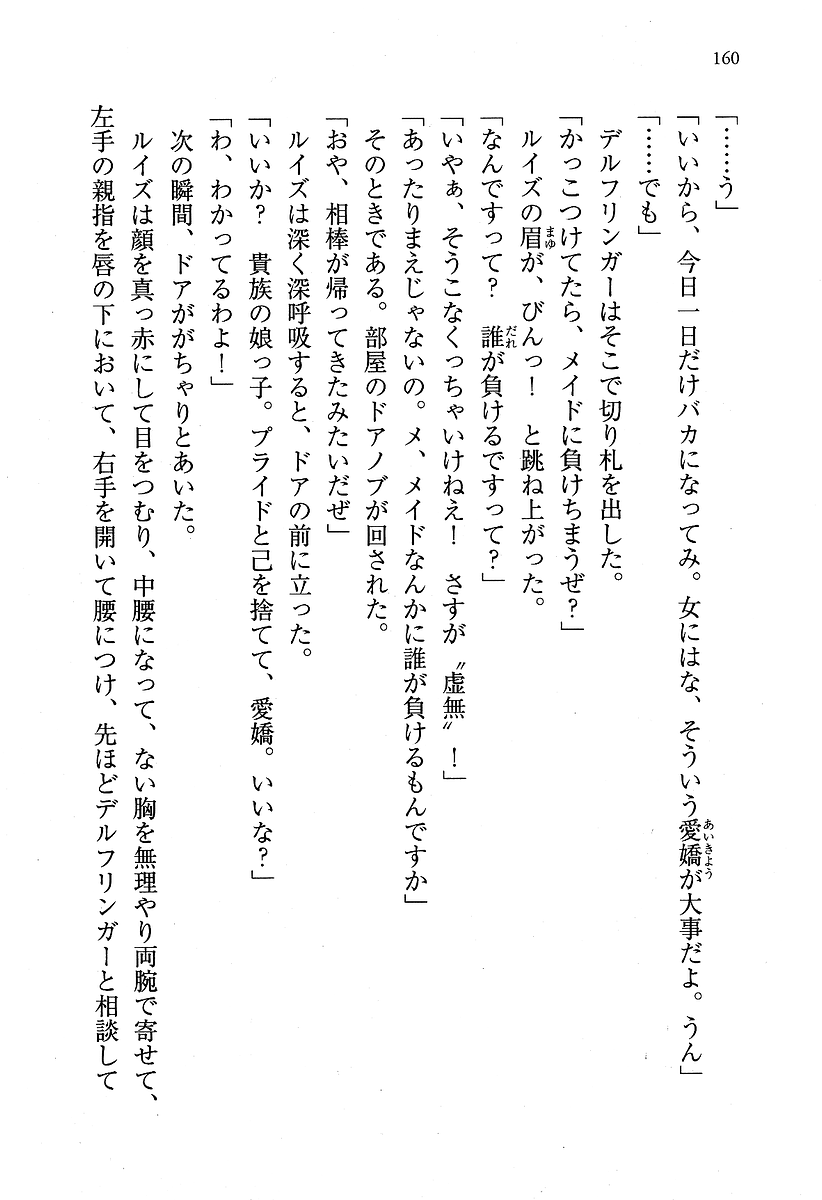 160
「……う」
「いいから、今日一日だけバカになってみ。女にはな、そういう愛嬌が大事だよ。うん」
「……でも」
　デルフリンガーはそこで切り札を出した。
「かっこつけてたら、メイドに負けちまうぜ？」
　ルイズの眉が、びんっ！　と跳ね上がった。
「なんですって？　誰が負けるですって？」
「いやぁ、そうこなくっちゃいけねえ！　さすが〝虚無〟！」
「あったりまえじゃないの。メ、メイドなんかに誰が負けるもんですか」
　そのときである。部屋のドアノブが回された。
「おや、相棒が帰ってきたみたいだぜ」
　ルイズは深く深呼吸すると、ドアの前に立った。
「いいか？　貴族の娘っ子。プライドと己を捨てて、愛嬌。いいな？」
「わ、わかってるわよ！」
　次の瞬間、ドアががちゃりとあいた。
　ルイズは顔を真っ赤にして目をつむり、中腰になって、ない胸を無理やり両腕で寄せて、
左手の親指を唇の下において、右手を開いて腰につけ、先ほどデルフリンガーと相談して